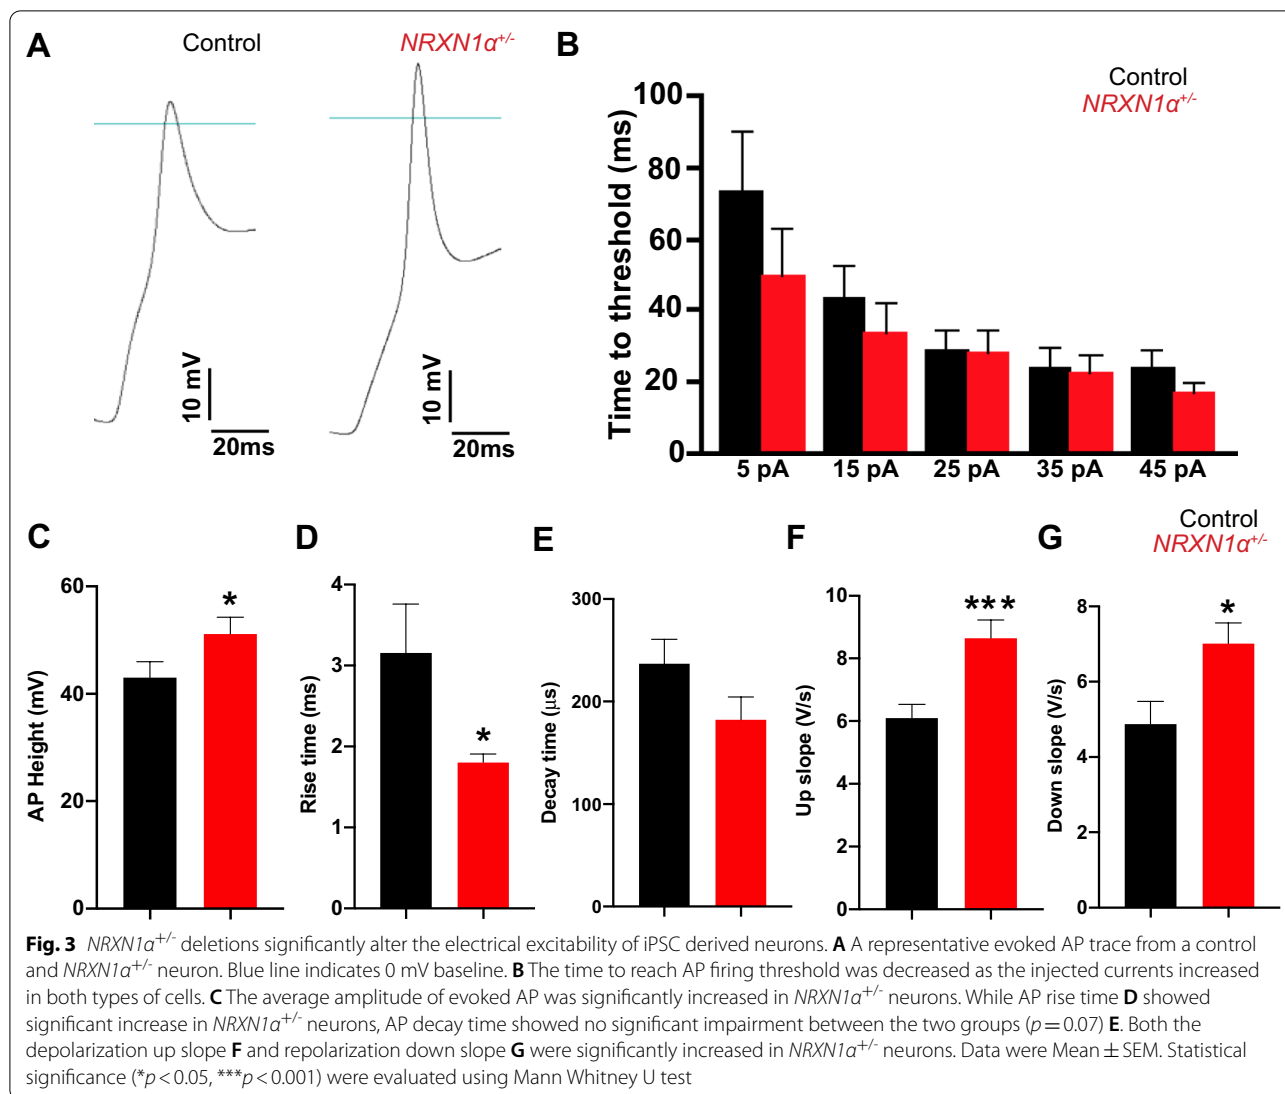 A
Control
NRXN1α+/-
10 mV
20ms
10 mV
20ms
B
Control
NRXN1α+/-
Time to threshold (ms)
100
80
60
40
20
0
5 pA 15 pA 25 pA 35 pA 45 pA
Control
NRXN1α+/-
C
AP Height (mV)
60
40
20
0
*
D
Rise time (ms)
4
3
2
1
0
*
E
Decay time (µs)
300
200
100
0
F
Up slope (V/s)
10
8
6
4
2
0
***
G
Down slope (V/s)
8
6
4
2
0
*
Fig. 3 NRXN1α+/- deletions significantly alter the electrical excitability of iPSC derived neurons. A A representative evoked AP trace from a control
and NRXN1α+/- neuron. Blue line indicates 0 mV baseline. B The time to reach AP firing threshold was decreased as the injected currents increased
in both types of cells. C The average amplitude of evoked AP was significantly increased in NRXN1α+/- neurons. While AP rise time D showed
significant increase in NRXN1α+/- neurons, AP decay time showed no significant impairment between the two groups (p = 0.07) E. Both the
depolarization up slope F and repolarization down slope G were significantly increased in NRXN1α+/- neurons. Data were Mean ± SEM. Statistical
significance (*p < 0.05, ***p < 0.001) were evaluated using Mann Whitney U test